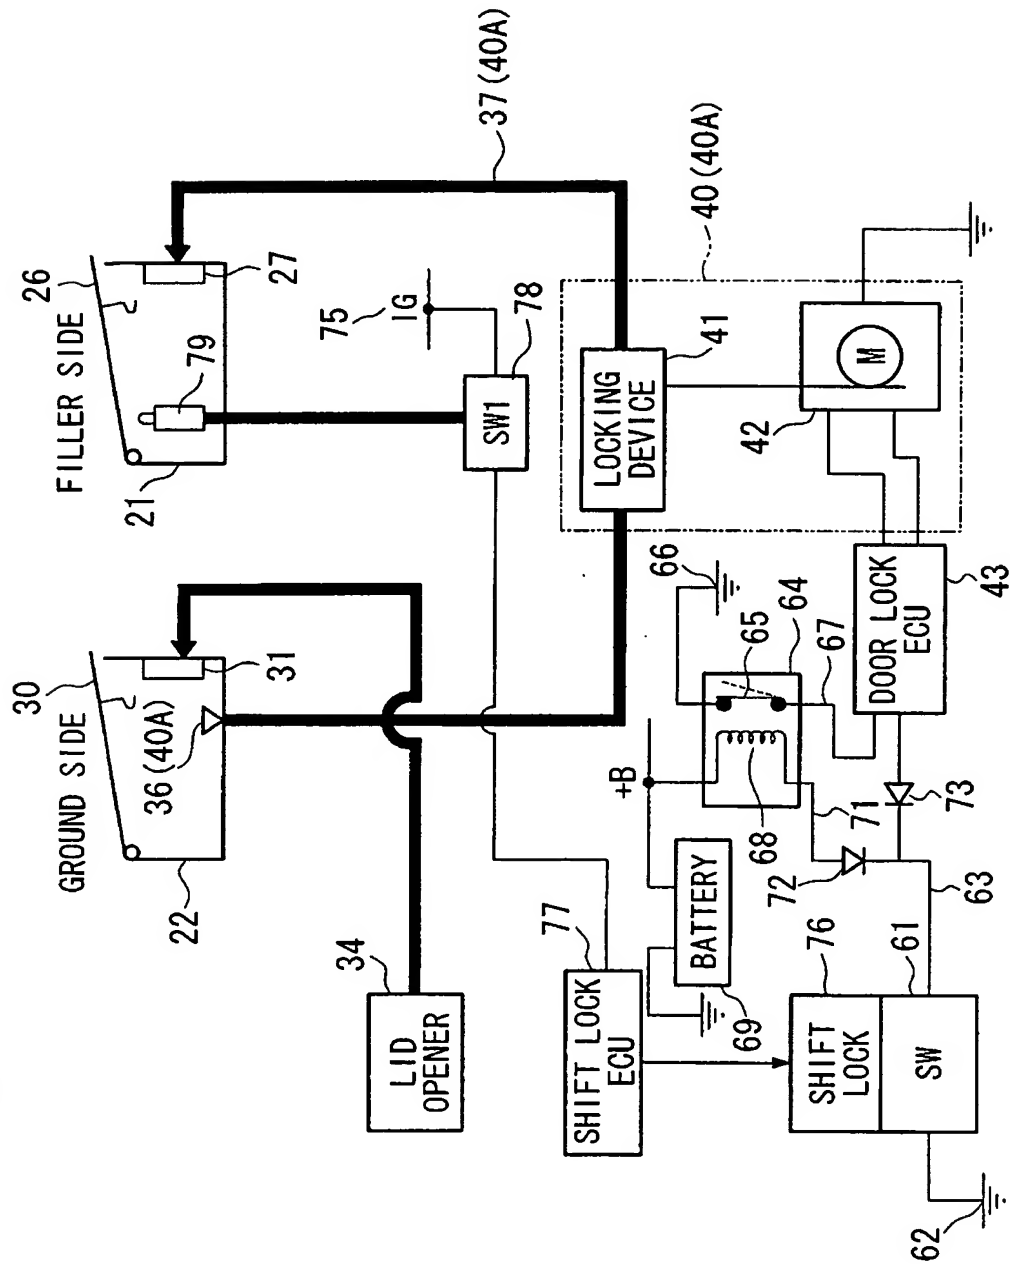 GROUND SIDE
FILLER SIDE
30
26
22
36 (40A)
31
21
79
27
37 (40A)
34
LID
OPENER
75
IG
SW1
78
77
SHIFT LOCK
ECU
LOCKING
DEVICE
41
40 (40A)
+B
66
BATTERY
69
65
64
68
67
42
M
71
72
73
DOOR LOCK
ECU
43
76
SHIFT
LOCK
61
SW
63
62